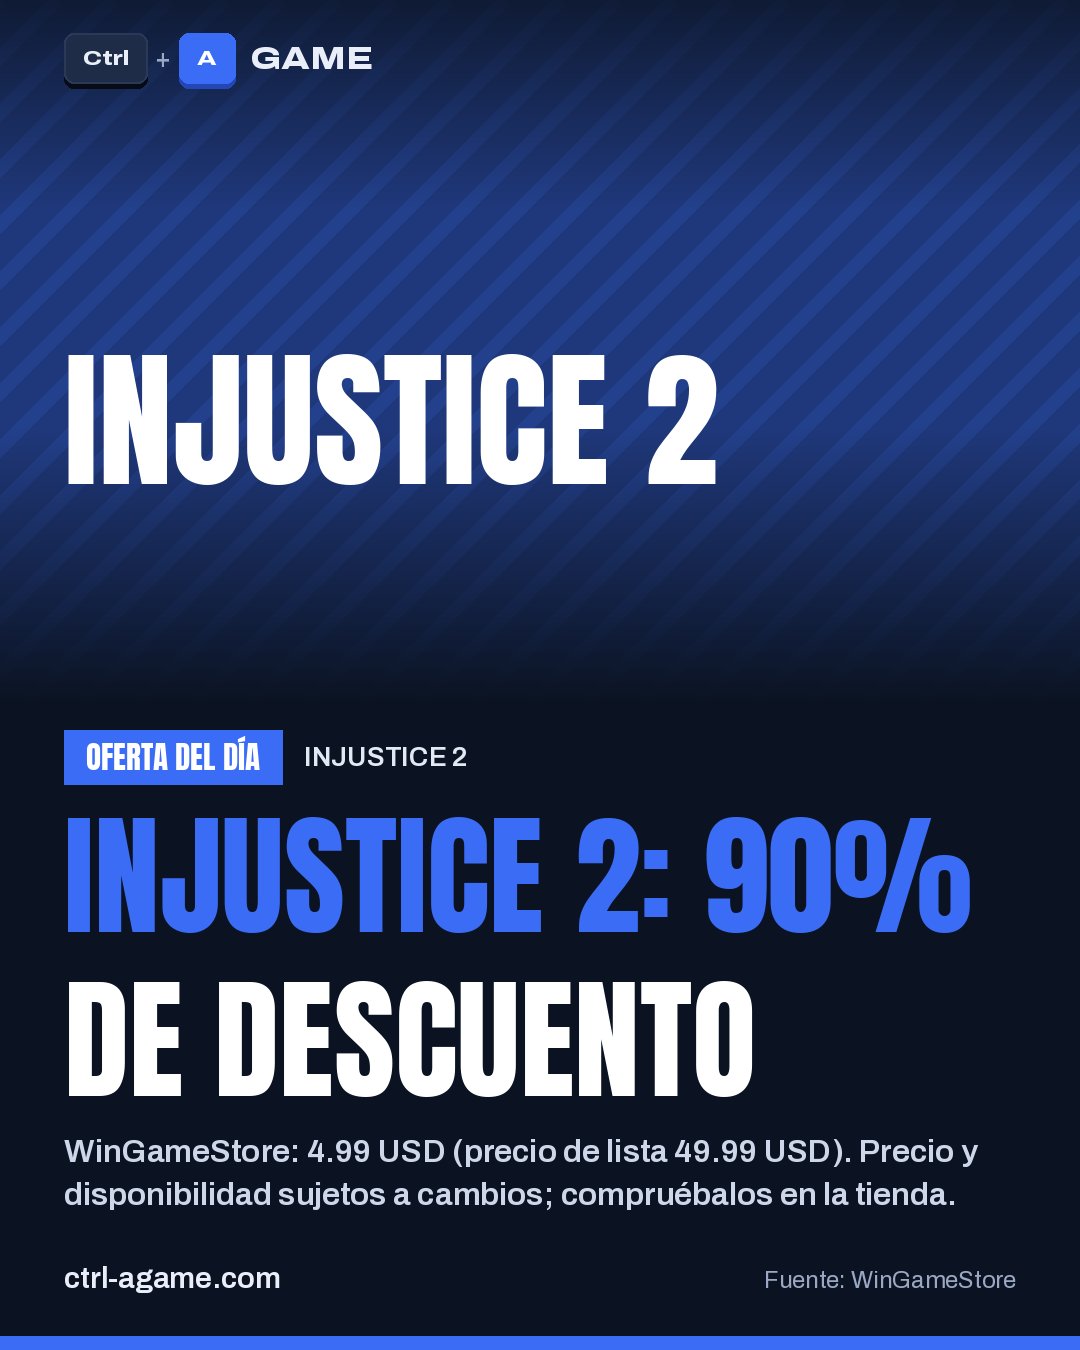 Ctrl + A GAME
INJUSTICE 2
OFERTA DEL DÍA INJUSTICE 2
INJUSTICE 2: 90%
DE DESCUENTO
WinGameStore: 4.99 USD (precio de lista 49.99 USD). Precio y
disponibilidad sujetos a cambios; compruébalos en la tienda.
ctrl-agame.com Fuente: WinGameStore